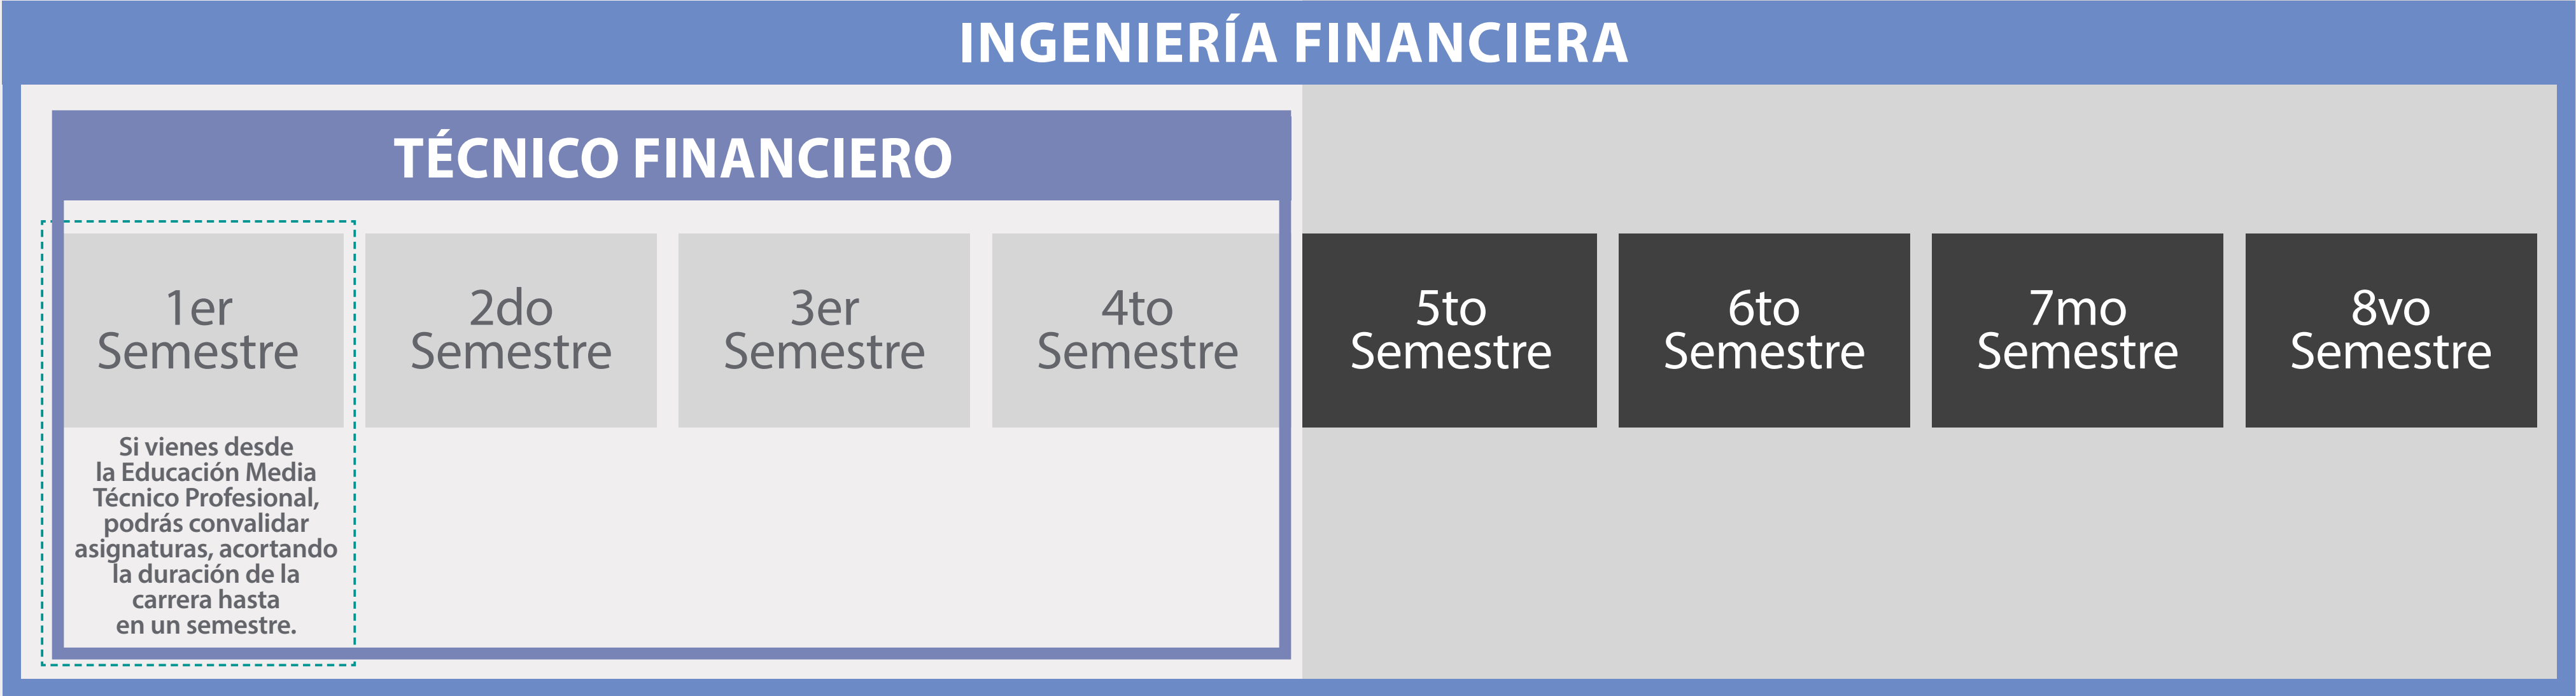 INGENIERÍA FINANCIERA
TÉCNICO FINANCIERO
1er
Semestre
2do
Semestre
3er
Semestre
4to
Semestre
5to
Semestre
6to
Semestre
7mo
Semestre
8vo
Semestre
Si vienes desde
la Educación Media
Técnico Profesional,
podrás convalidar
asignaturas, acortando
la duración de la
carrera hasta
en un semestre.